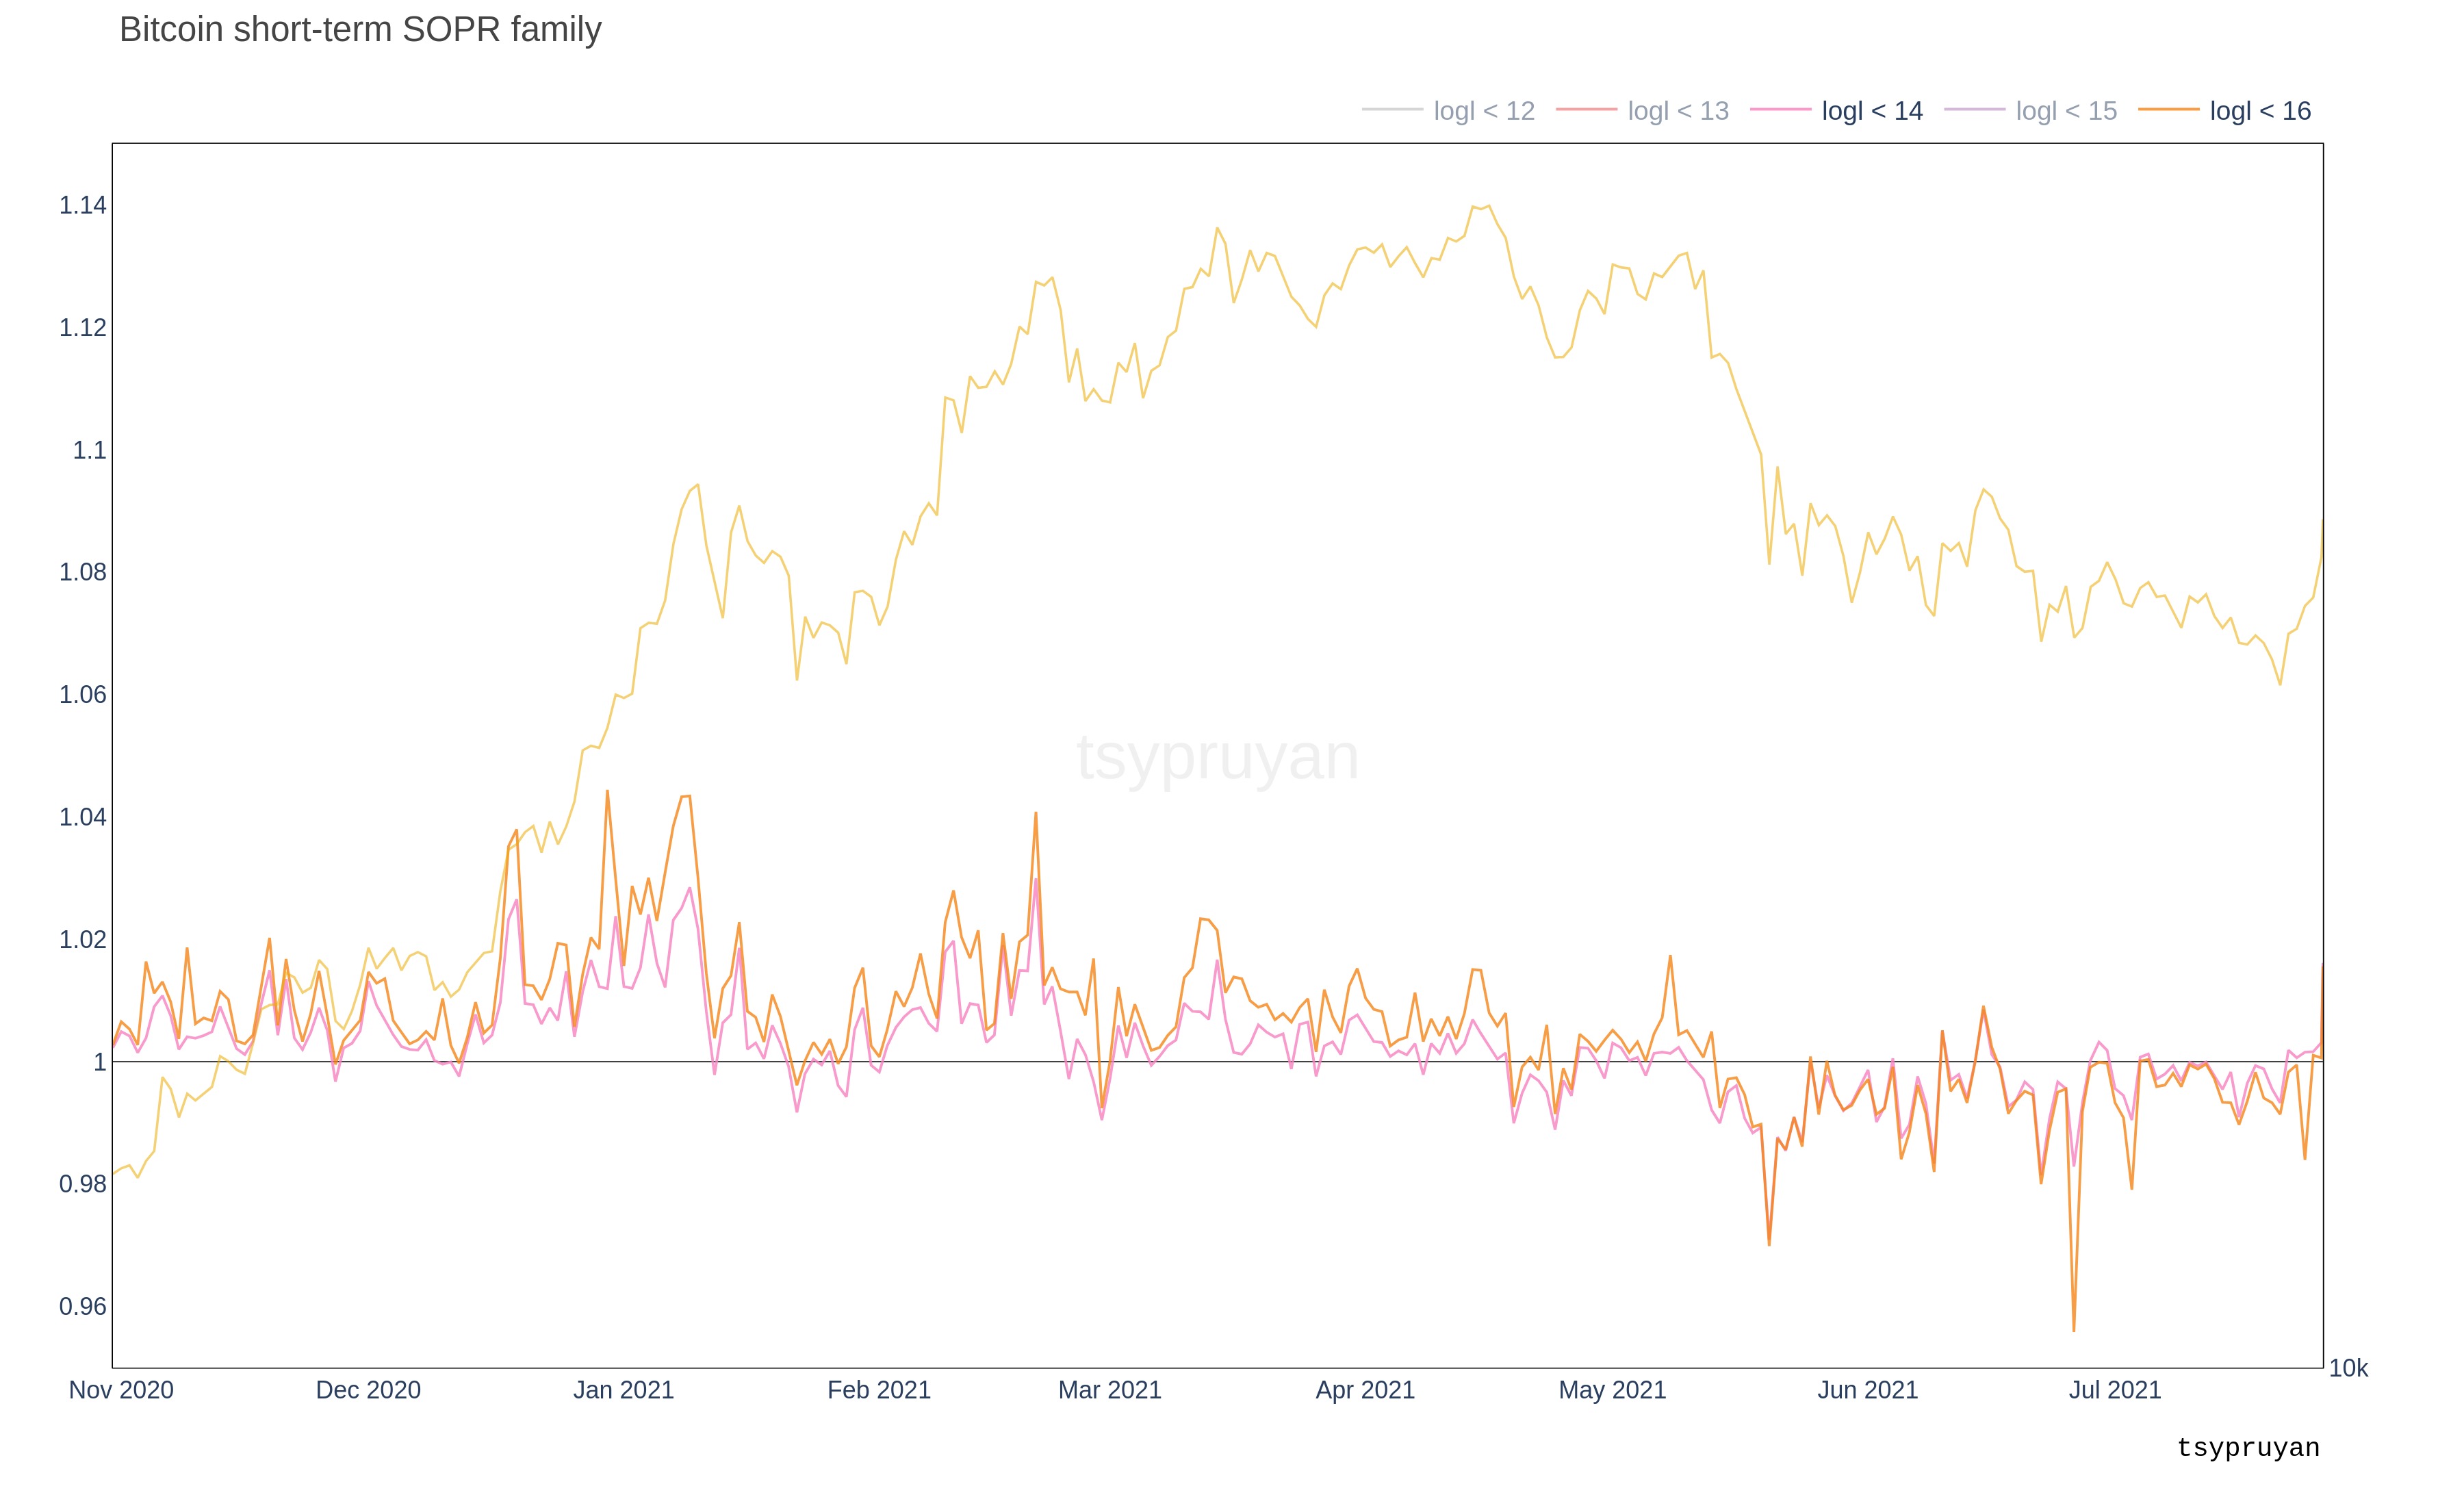 Bitcoin short-term SOPR family
logl < 12 logl < 13 logl < 14 logl < 15 logl < 16
1.14
1.12
1.1
1.08
1.06
1.04
1.02
1
0.98
0.96
tsypruyan
10k
Nov 2020 Dec 2020 Jan 2021 Feb 2021 Mar 2021 Apr 2021 May 2021 Jun 2021 Jul 2021
tsypruyan